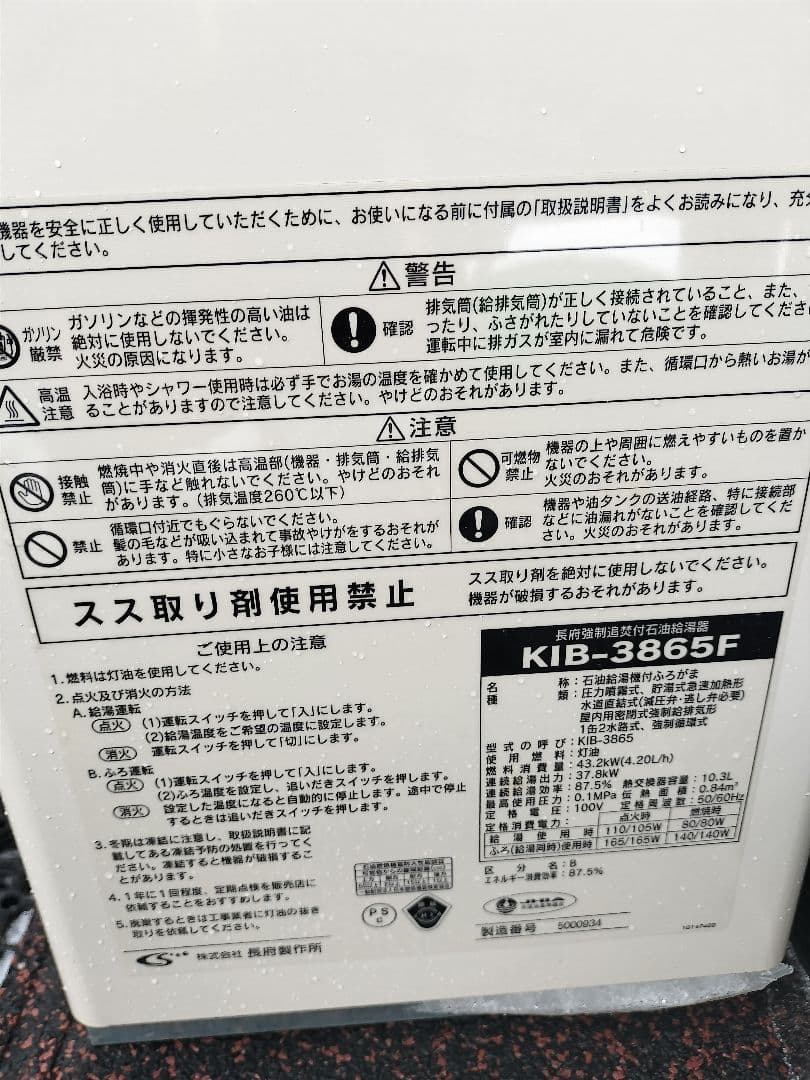 機器を安全に正しく使用していただくために、お使いになる前に付属の「取扱説明書」をよくお読みになり、充分
してください。
警告
ガソリン
厳禁
ガソリンなどの揮発性の高い油は
絶対に使用しないでください。
火災の原因になります。
確認
排気筒(給排気筒)が正しく接続されていること、また、
ったり、ふさがれたりしていないことを確認してくださ
運転中に排ガスが室内に漏れて危険です。
高温
注意
入浴時やシャワー使用時は必ず手でお湯の温度を確かめて使用してください。また、循環口から熱いお湯が
ることがありますので注意してください。やけどのおそれがあります。
注意
接触
禁止
燃焼中や消火直後は高温部(機器・排気筒・給排気
筒)に手など触れないでください。やけどのおそれ
があります。(排気温度260℃以下)
可燃物
禁止
機器の上や周囲に燃えやすいものを置か
ないでください。
火災のおそれがあります。
禁止
循環口付近でもぐらないでください。
髪の毛などが吸い込まれて事故やけがをするおそれが
あります。特に小さなお子様には注意してください。
確認
機器や油タンクの送油経路、特に接続部
などに油漏れがないことを確認してくだ
さい。火災のおそれがあります。
スス取り剤使用禁止
スス取り剤を絶対に使用しないでください。
機器が破損するおそれがあります。
ご使用上の注意
1.燃料は灯油を使用してください。
2.点火及び消火の方法
A.給湯運転
点火 (1)運転スイッチを押して「入」にします。
(2)給湯温度をご希望の温度に設定します。
消火 運転スイッチを押して「切」にします。
B.ふろ運転
点火 (1)運転スイッチを押して「入」にします。
(2)ふろ温度を設定し、追いだきスイッチを押します。
消火 設定した温度になると自動的に停止します。途中で停止
するときは追いだきスイッチを押します。
3.冬期は凍結に注意し、取扱説明書に記
載してある凍結予防の処置を行ってく
ださい。凍結すると機器が破損するこ
とがあります。
4.1年に1回程度、定期点検を販売店に
依頼することをおすすめします。
5.廃棄するときは工事業者に灯油の抜き
取りを依頼してください。
株式会社 長府製作所
PS
C
長府強制追焚付石油給湯器
KIB-3865F
名称:石油給湯機付ふろがま
種類:圧力噴霧式、貯湯式急速加熱形
水道直結式(減圧弁・逃し弁必要)
屋内用密閉式強制給排気形
1缶2水路式、強制循環式
型式の呼び:KIB-3865
使用燃料:灯油
燃料消費量:43.2kW(4.20L/h)
連続給湯出力:37.8kW
連続給湯効率:87.5% 熱交換器容量:10.3L
最高使用圧力:0.1MPa 伝熱面積:0.84m²
定格電圧:100V 定格周波数:50/60Hz
定格消費電力: 点火時 燃焼時
給湯使用時 110/105W 80/80W
ふろ(給湯同時)使用時 165/165W 140/140W
区分名:B
エネルギー消費効率:87.5%
製造番号 5000934